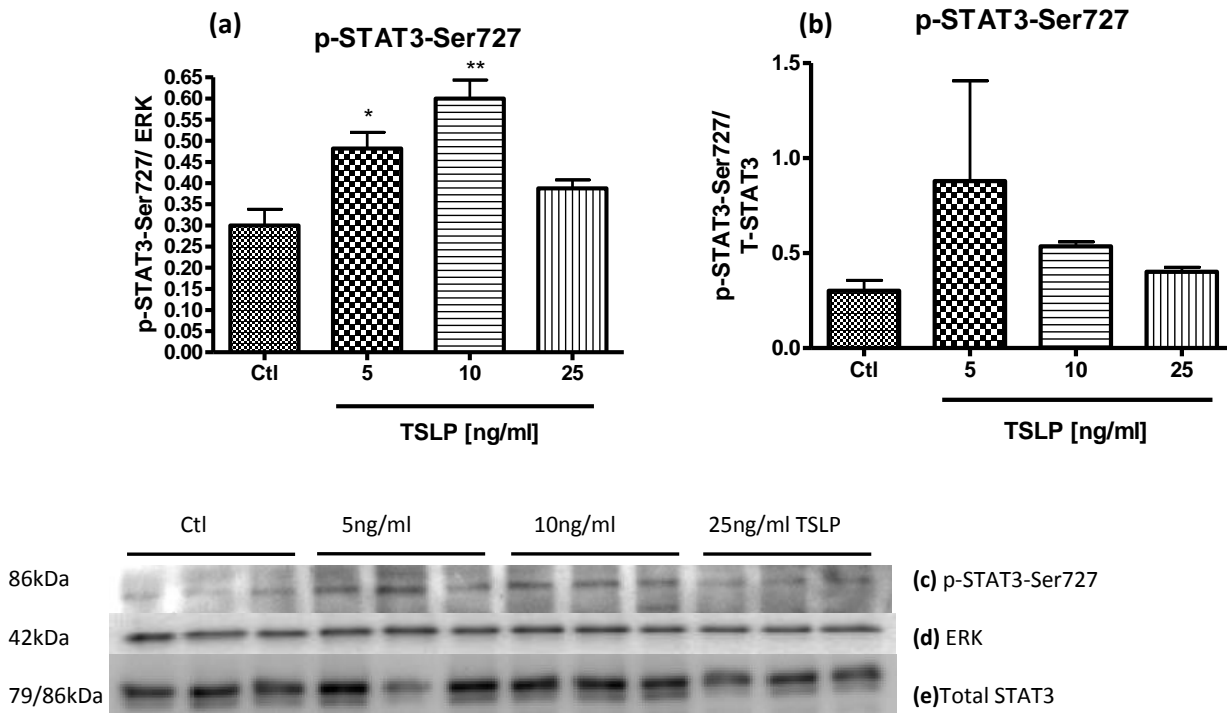 (a)
p-STAT3-Ser727
p-STAT3-Ser727/ ERK
0.65
0.60
0.55
0.50
0.45
0.40
0.35
0.30
0.25
0.20
0.15
0.10
0.05
0.00
*
**
Ctl 5 10 25
TSLP [ng/ml]
(b)
p-STAT3-Ser727
p-STAT3-Ser727/
T-STAT3
1.5
1.0
0.5
0.0
Ctl 5 10 25
TSLP [ng/ml]
Ctl 5ng/ml 10ng/ml 25ng/ml TSLP
86kDa (c) p-STAT3-Ser727
42kDa (d) ERK
79/86kDa (e)Total STAT3